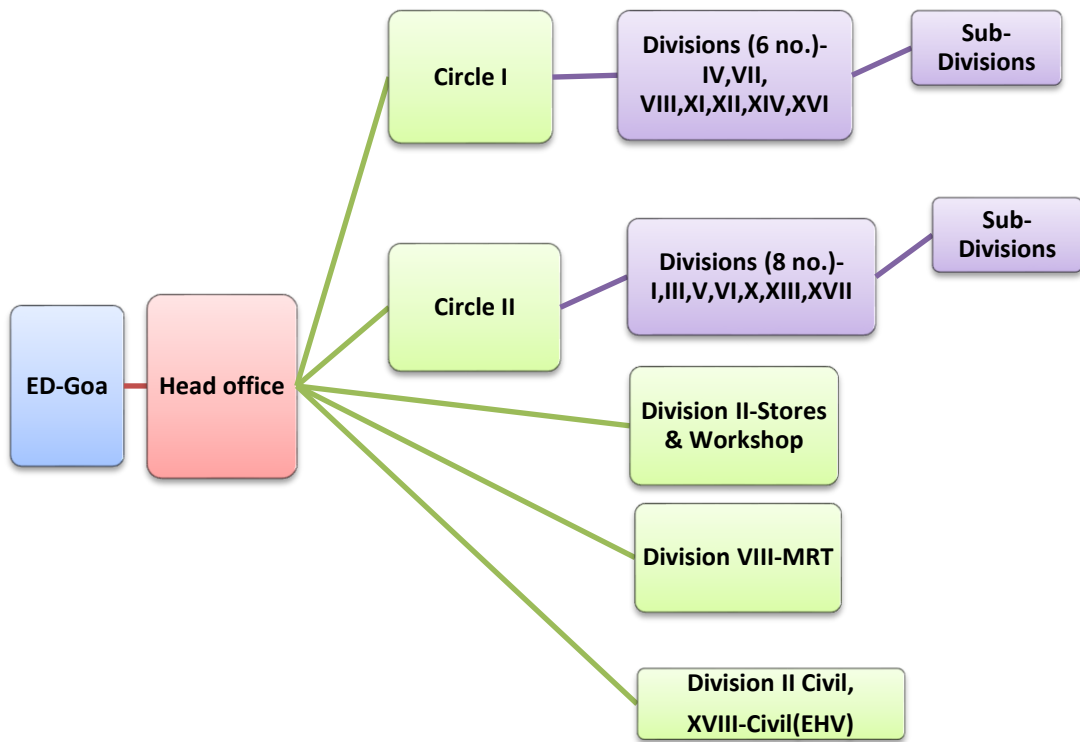 ED-Goa
Head office
Circle I
Divisions (6 no.)-
IV,VII,
VIII,XI,XII,XIV,XVI
Sub-
Divisions
Circle II
Divisions (8 no.)-
I,III,V,VI,X,XIII,XVII
Sub-
Divisions
Division II-Stores
& Workshop
Division VIII-MRT
Division II Civil,
XVIII-Civil(EHV)